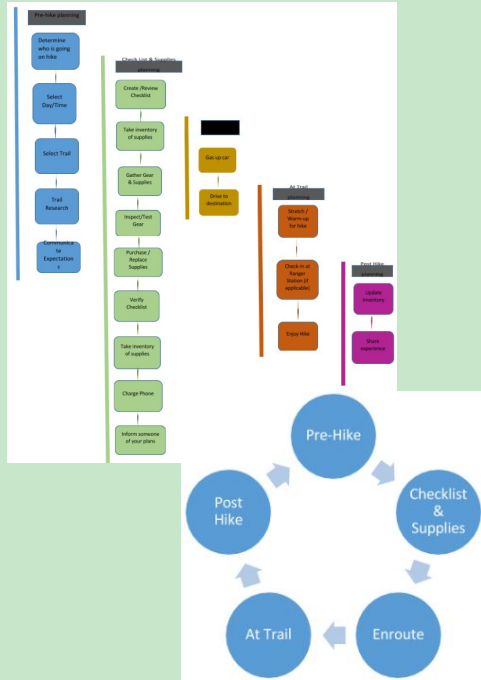 Pre-hike planning
Determine
who is going
on hike
Select
Day/Time
Select Trail
Trail
Research
Communica
te
Expectation
s
Check List & Supplies
planning
Create /Review
Checklist
Take inventory
of supplies
Gather Gear
& Supplies
Inspect/Test
Gear
Purchase /
Replace
Supplies
Verify
Checklist
Take inventory
of supplies
Charge Phone
Inform someone
of your plans
Gas up car
Drive to
destination
At Trail
planning
Stretch /
Warm-up
for hike
Check-in at
Ranger
Station (if
applicable)
Enjoy Hike
Post Hike
planning
Update
inventory
Share
experience
Pre-Hike
Checklist
&
Supplies
Enroute
At Trail
Post
Hike